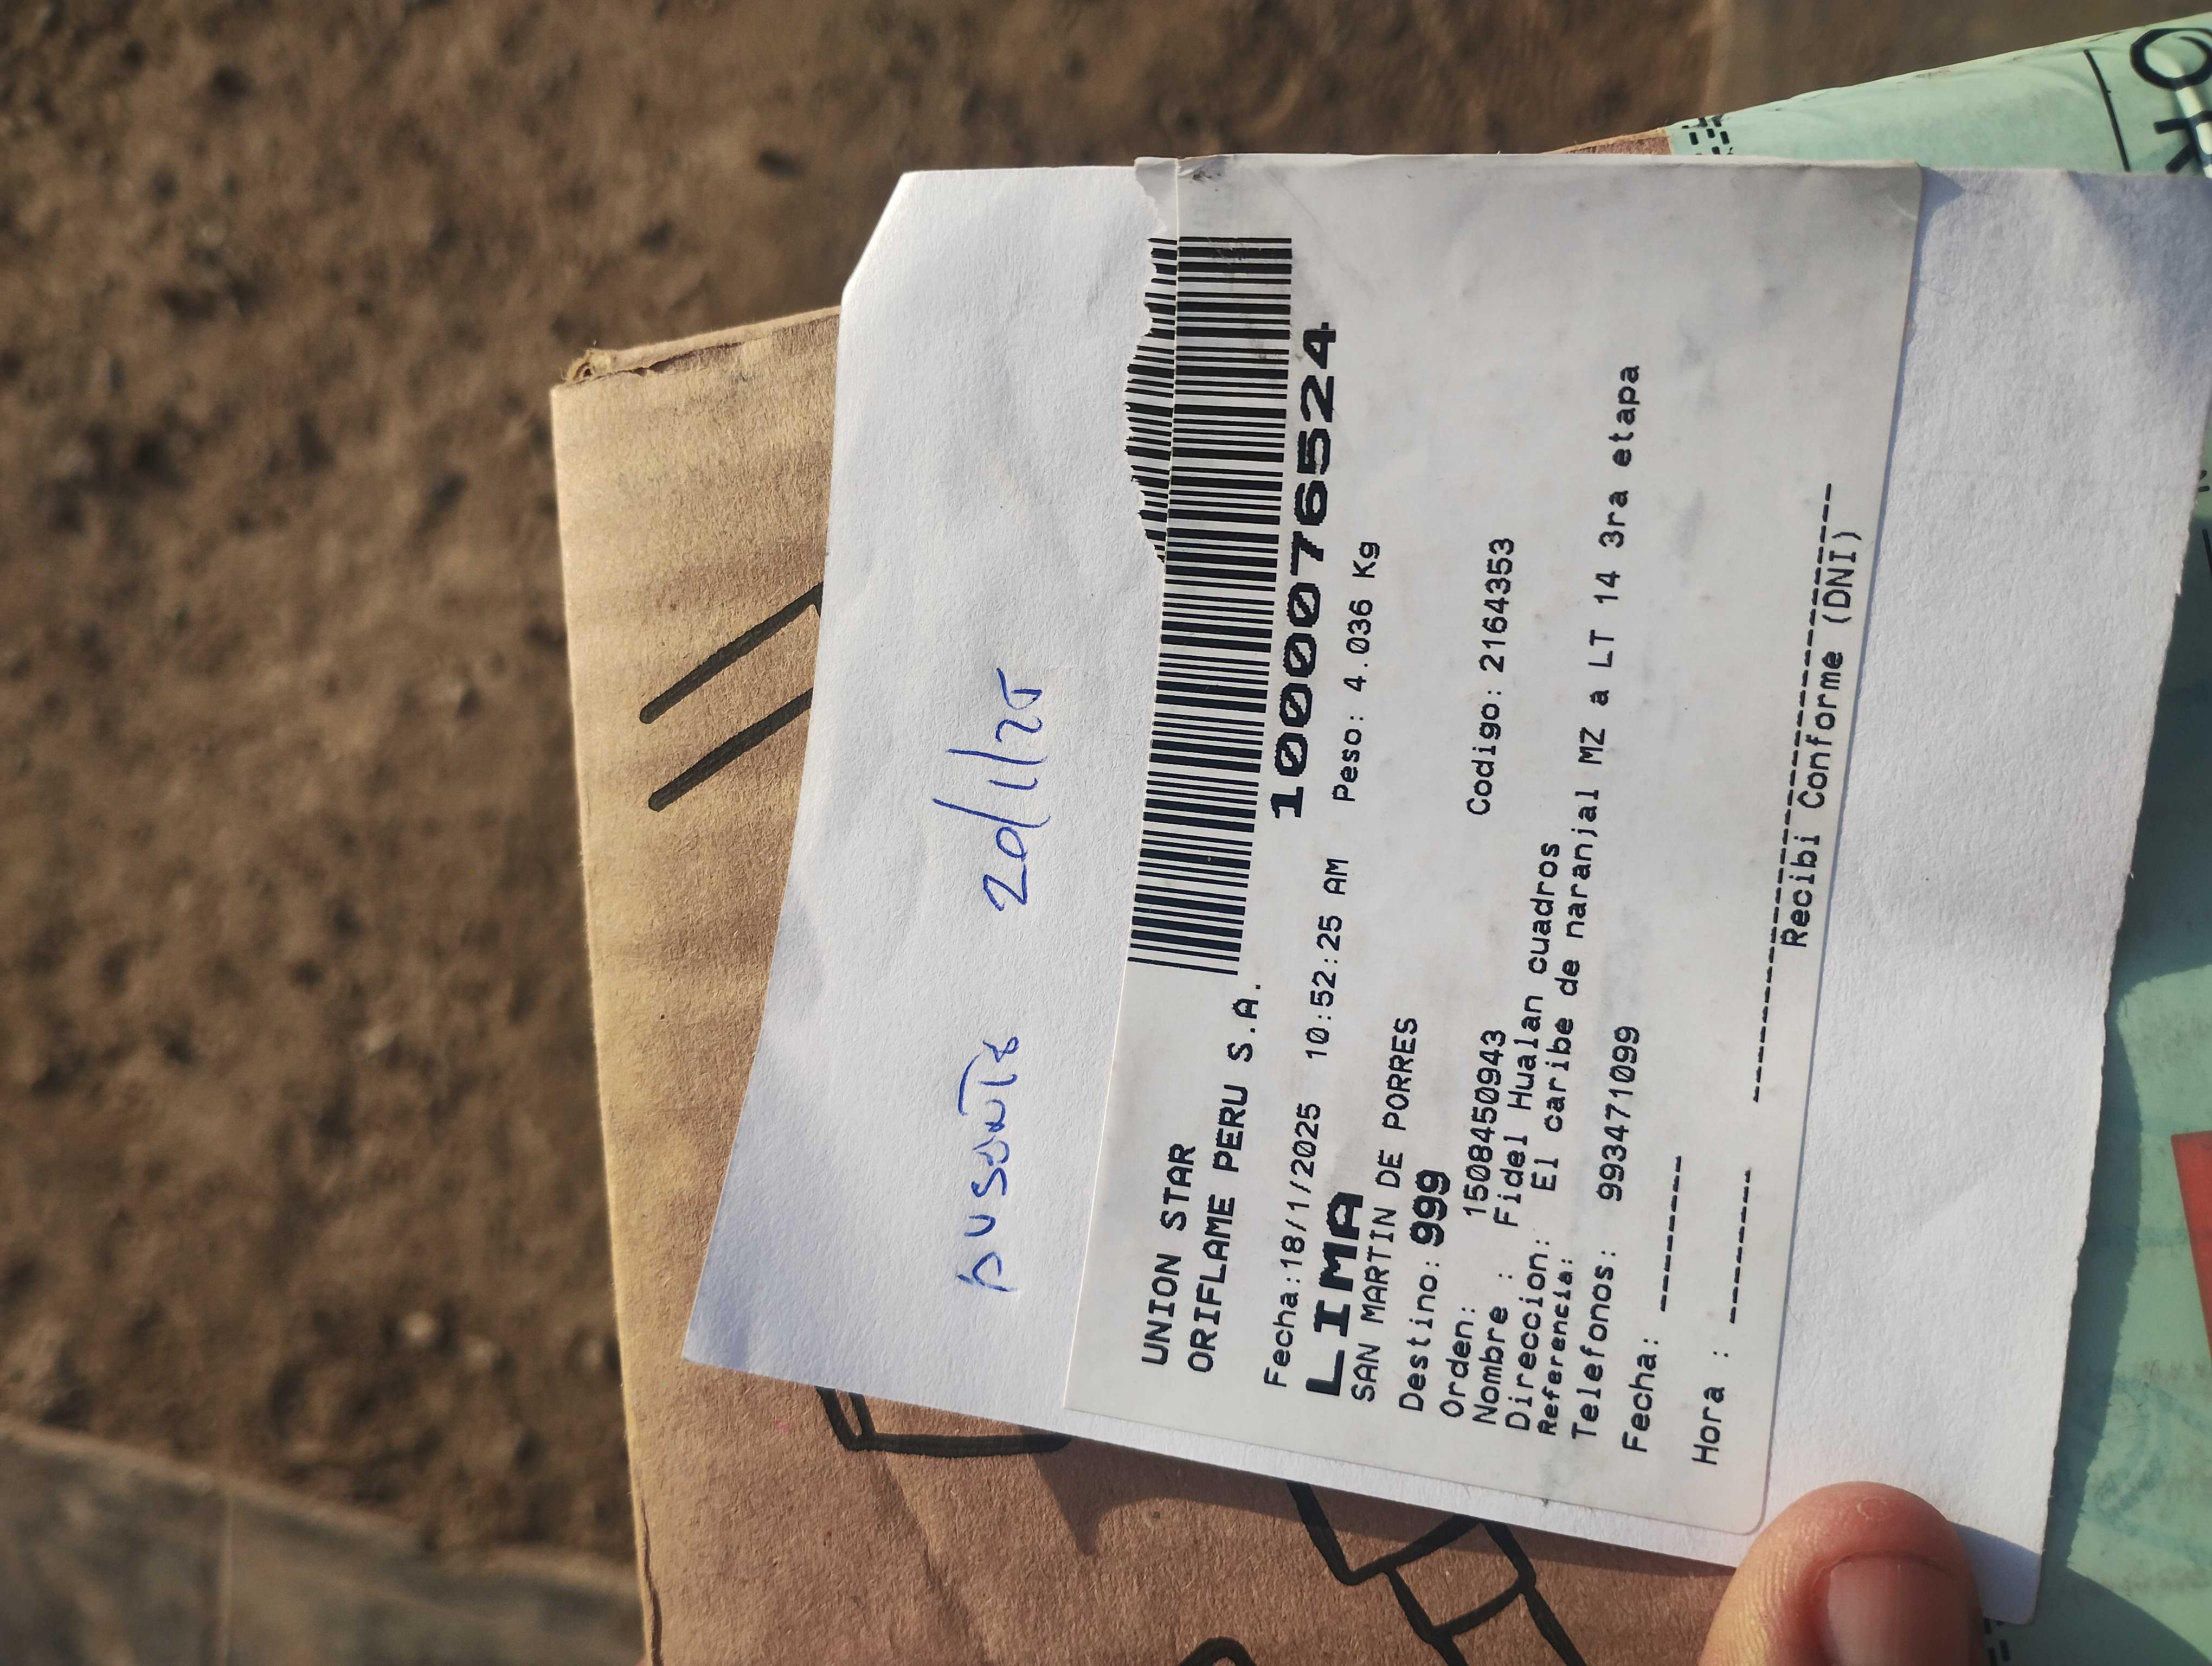 AUSENTE 20/1/25
UNION STAR
ORIFLAME PERU S.A.
1000076524
Fecha:18/1/2025 10:52:25 AM Peso: 4.036 Kg
LIMA
SAN MARTIN DE PORRES
Destino:999
Orden: 1508450943 Codigo: 2164353
Nombre : Fidel Hualan cuadros
Direccion: El caribe de naranjal MZ a LT 14 3ra etapa
Referencia:
Telefonos: 993471099
Fecha: --------
Hora : --------
Recibi Conforme (DNI)